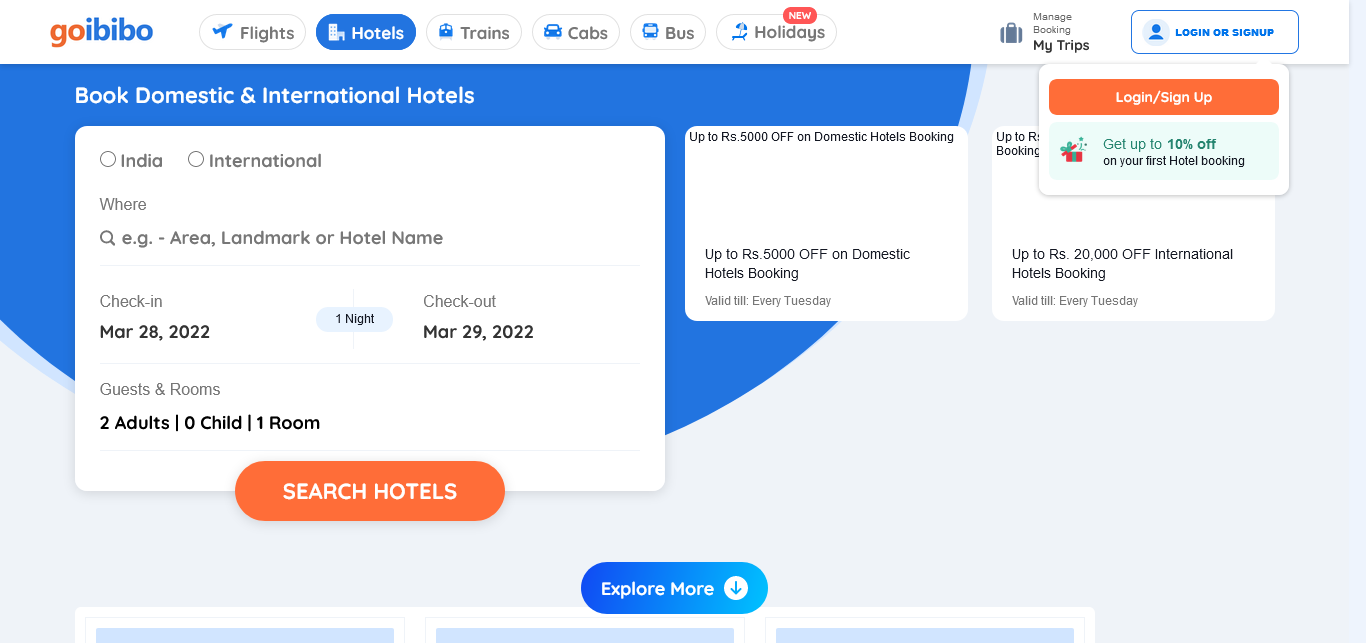 goibibo
Flights
Hotels
Trains
Cabs
Bus
NEW
Holidays
Manage
Booking
My Trips
LOGIN OR SIGNUP
Login/Sign Up
Get up to 10% off
on your first Hotel booking
Book Domestic & International Hotels
India
International
Where
e.g. - Area, Landmark or Hotel Name
Check-in
Mar 28, 2022
1 Night
Check-out
Mar 29, 2022
Guests & Rooms
2 Adults | 0 Child | 1 Room
SEARCH HOTELS
Up to Rs.5000 OFF on Domestic Hotels Booking
Up to Rs.5000 OFF on Domestic
Hotels Booking
Valid till: Every Tuesday
Up to Rs
Booking
Up to Rs. 20,000 OFF International
Hotels Booking
Valid till: Every Tuesday
Explore More